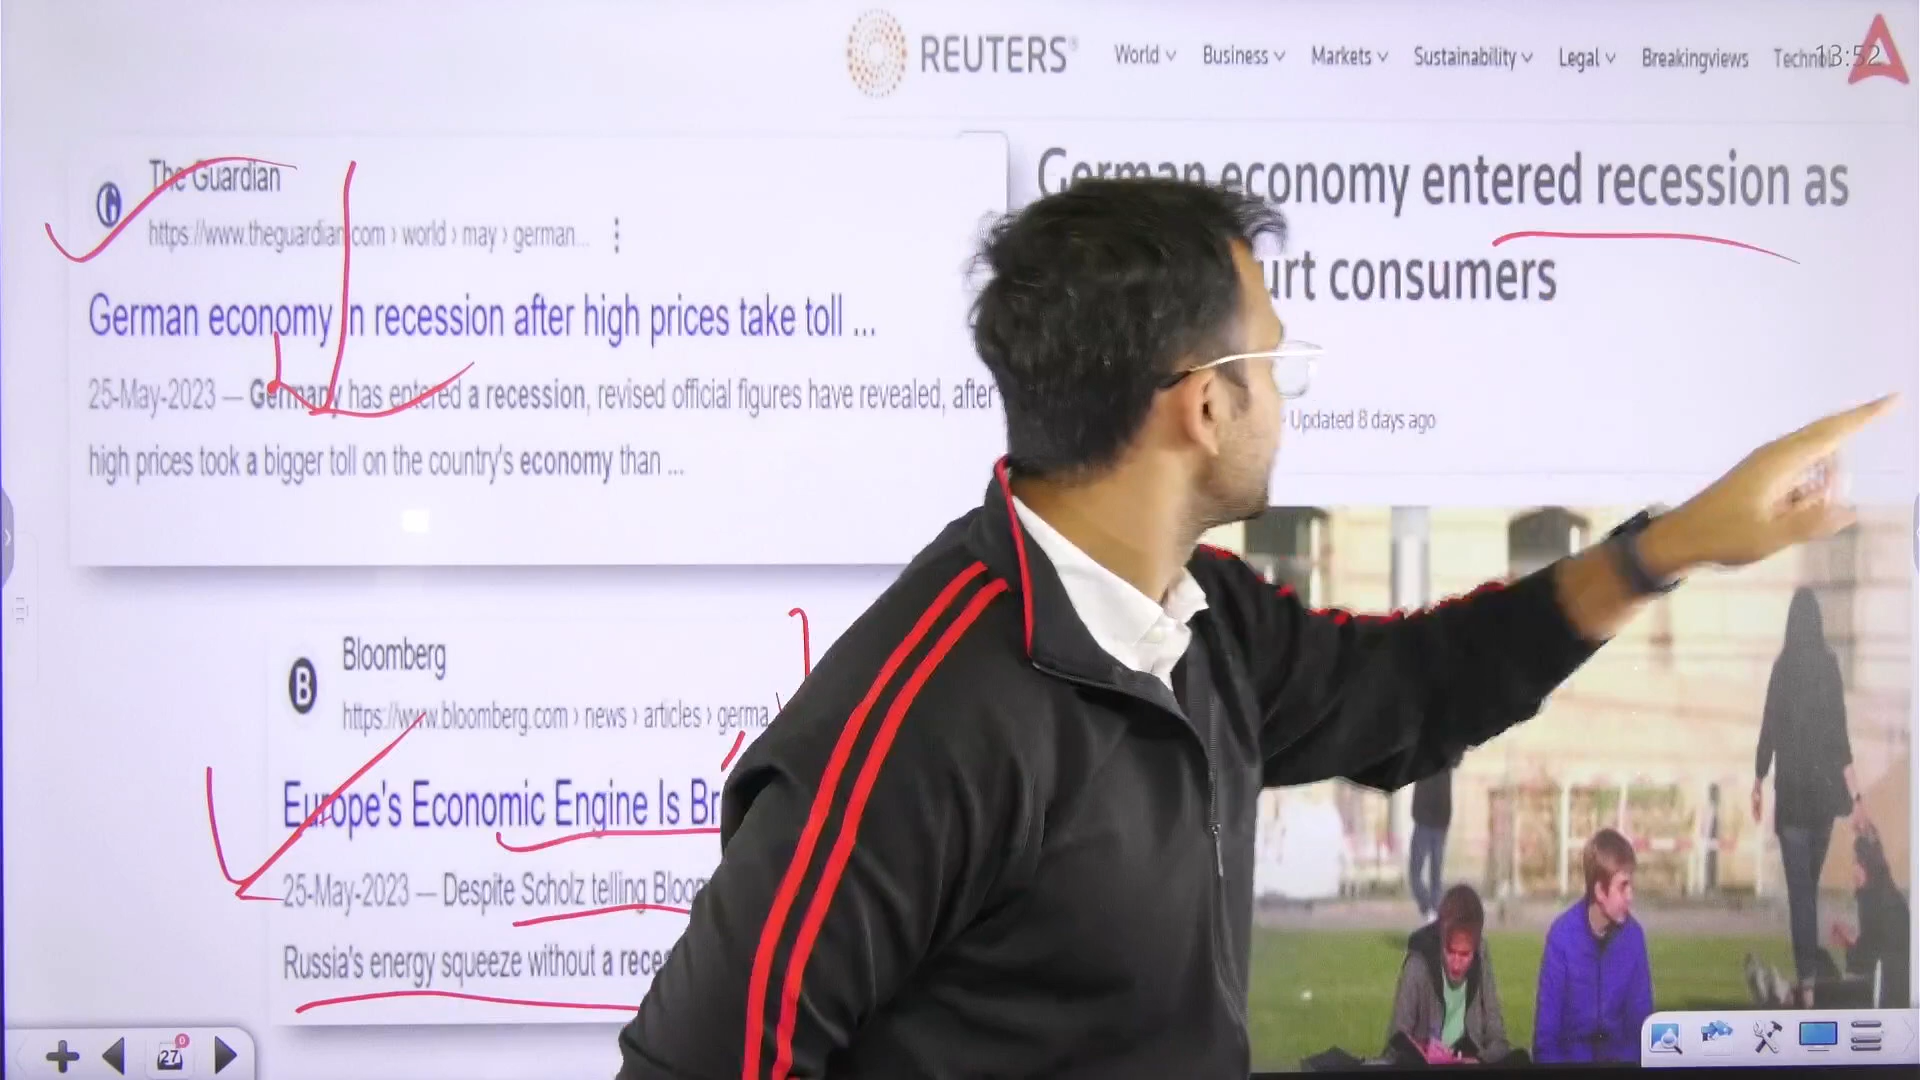 REUTERS
World Business Markets Sustainability Legal Breakingviews
13:52
The Guardian
https://www.theguardian.com › world › may › german...
German economy in recession after high prices take toll ...
25-May-2023 — Germany has entered a recession, revised official figures have revealed, after
high prices took a bigger toll on the country's economy than ...
German economy entered recession as
consumers
Updated 8 days ago
B Bloomberg
https://www.bloomberg.com › news › articles › germa
Europe's Economic Engine Is
25-May-2023 — Despite Scholz telling
Russia's energy squeeze without a
27
0